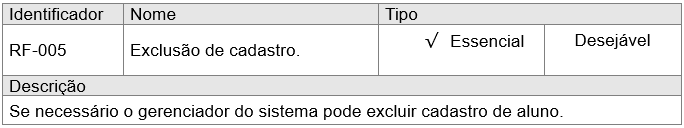 Identificador Nome Tipo
RF-005 Exclusão de cadastro. √ Essencial Desejável
Descrição
Se necessário o gerenciador do sistema pode excluir cadastro de aluno.